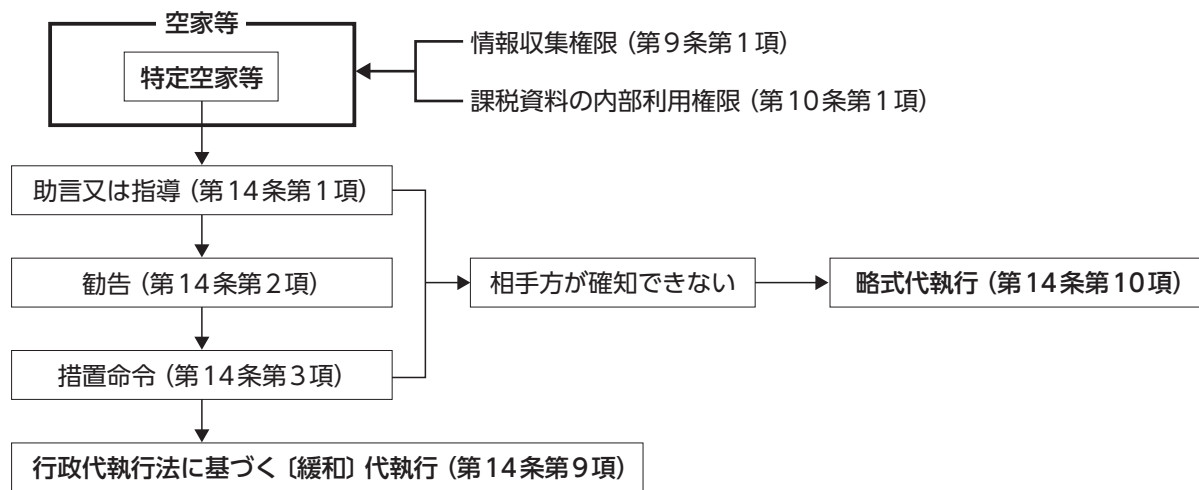 空家等
特定空家等
情報収集権限（第9条第1項）
課税資料の内部利用権限（第10条第1項）
助言又は指導（第14条第1項）
勧告（第14条第2項）
相手方が確知できない
略式代執行（第14条第10項）
措置命令（第14条第3項）
行政代執行法に基づく〔緩和〕代執行（第14条第9項）